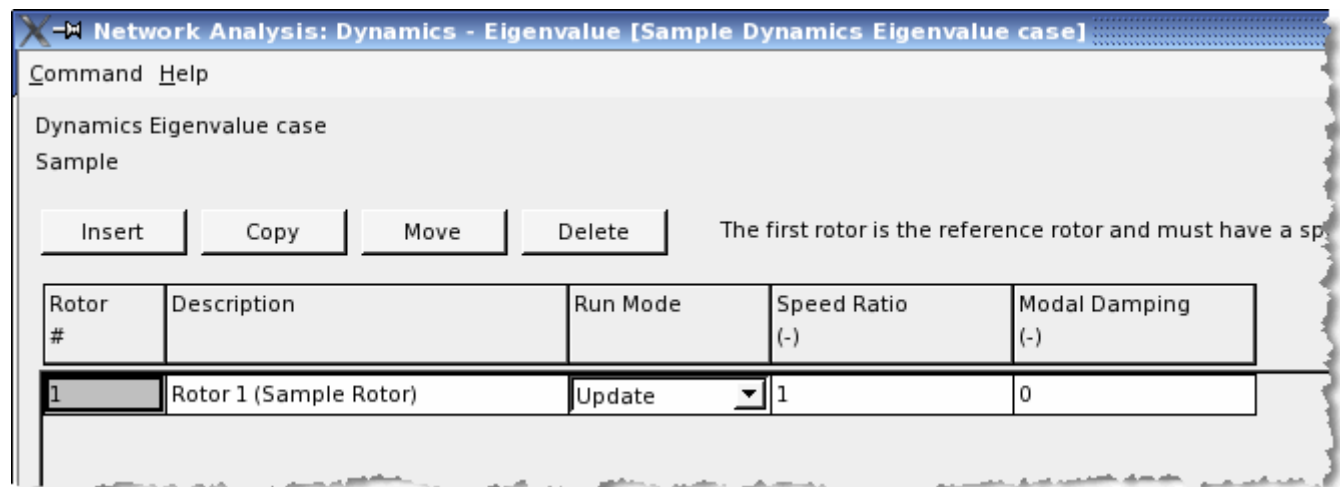 Network Analysis: Dynamics - Eigenvalue [Sample Dynamics Eigenvalue case]
Command Help
Dynamics Eigenvalue case
Sample
Insert Copy Move Delete The first rotor is the reference rotor and must have a
Rotor # Description Run Mode Speed Ratio (-) Modal Damping (-)
1 Rotor 1 (Sample Rotor) Update 1 0